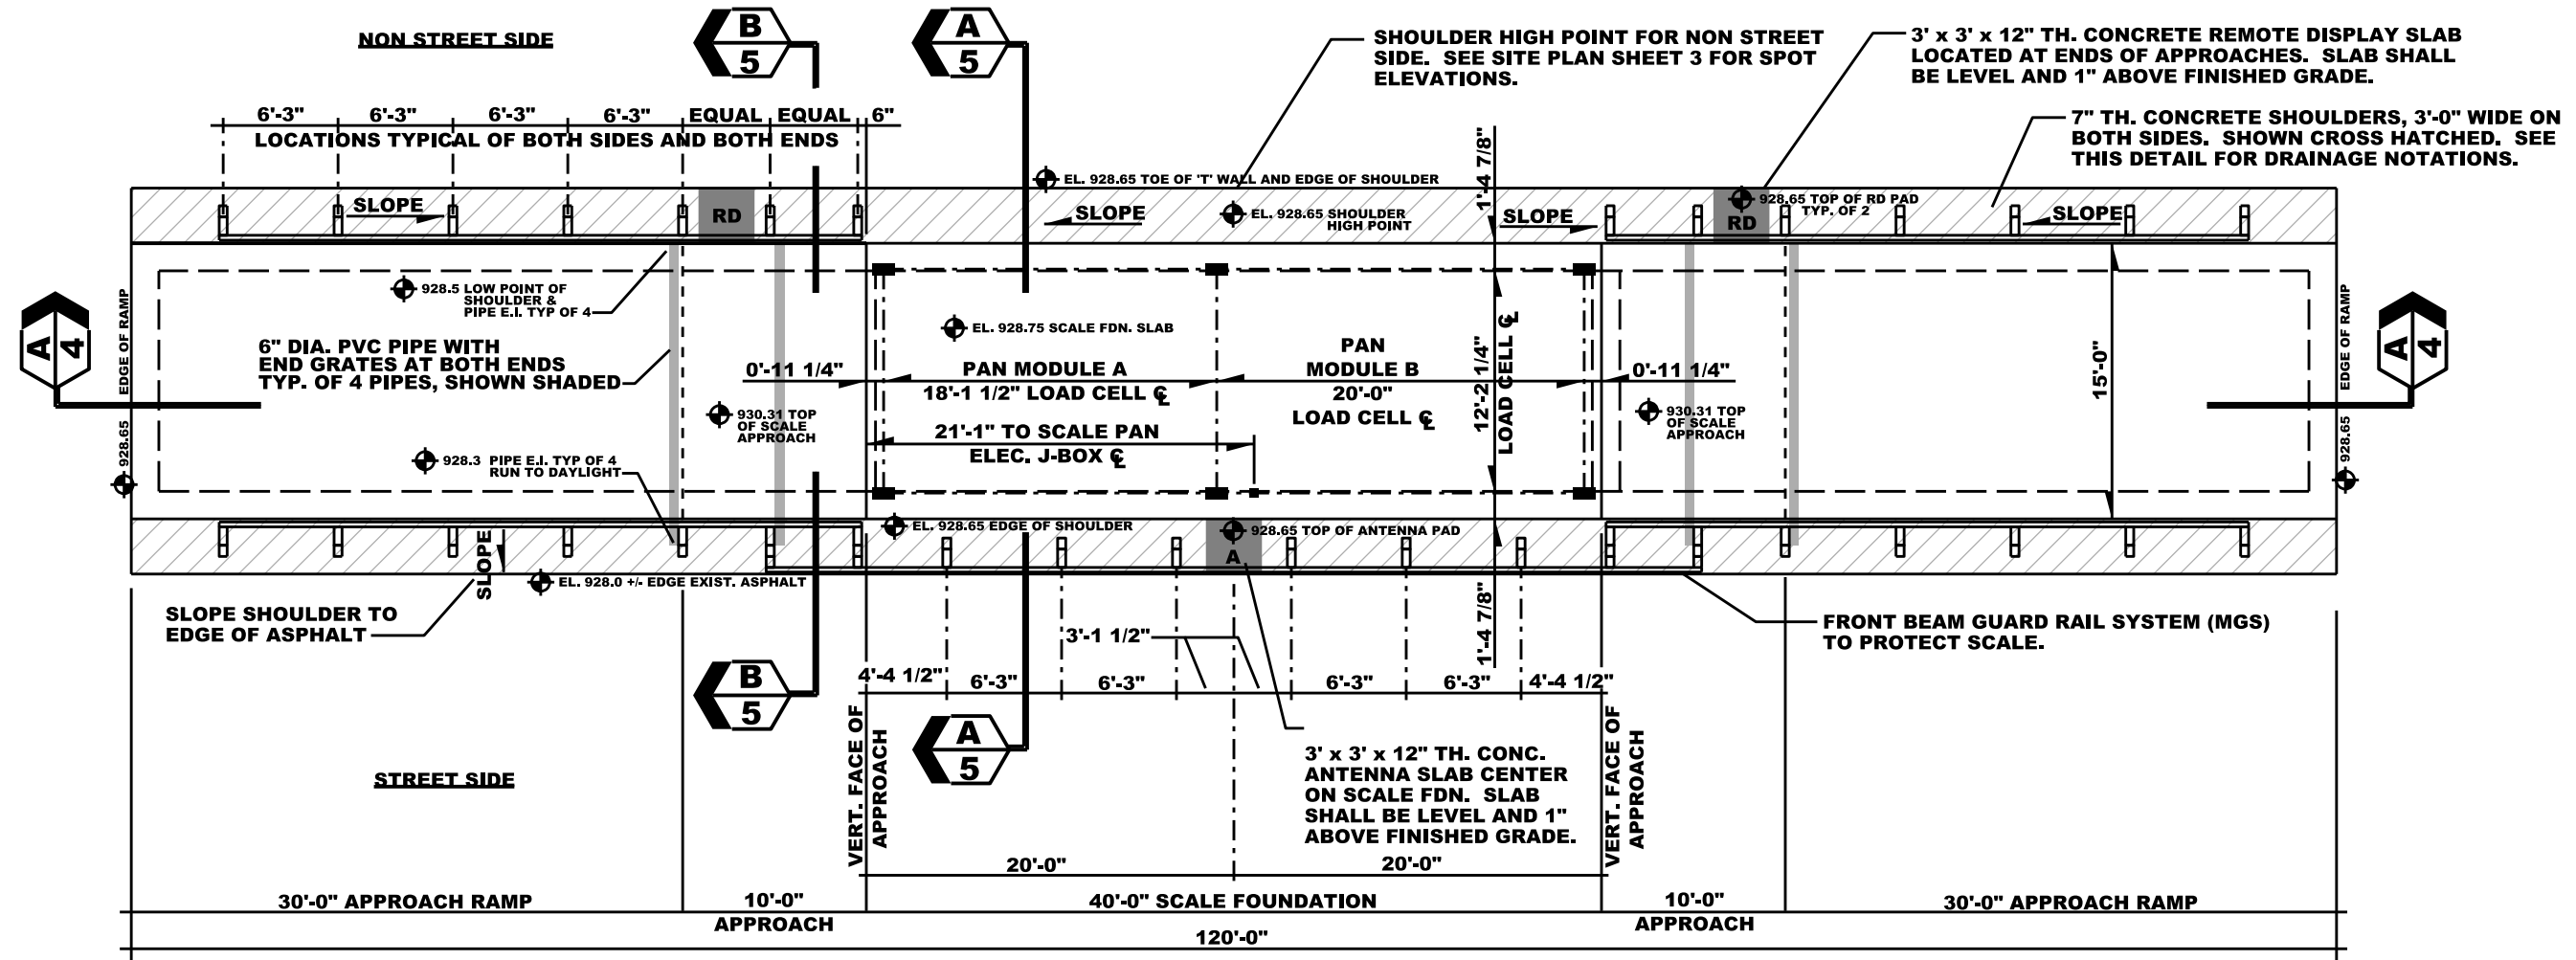 NON STREET SIDE
B
5
A
5
SHOULDER HIGH POINT FOR NON STREET
SIDE. SEE SITE PLAN SHEET 3 FOR SPOT
ELEVATIONS.
3' x 3' x 12" TH. CONCRETE REMOTE DISPLAY SLAB
LOCATED AT ENDS OF APPROACHES. SLAB SHALL
BE LEVEL AND 1" ABOVE FINISHED GRADE.
7" TH. CONCRETE SHOULDERS, 3'-0" WIDE ON
BOTH SIDES. SHOWN CROSS HATCHED. SEE
THIS DETAIL FOR DRAINAGE NOTATIONS.
6'-3" 6'-3" 6'-3" 6'-3" EQUAL EQUAL 6"
LOCATIONS TYPICAL OF BOTH SIDES AND BOTH ENDS
1'-4 7/8"
EL. 928.65 TOE OF 'T' WALL AND EDGE OF SHOULDER
SLOPE
RD
SLOPE
EL. 928.65 SHOULDER
HIGH POINT
SLOPE
928.65 TOP OF RD PAD
TYP. OF 2
RD
SLOPE
928.5 LOW POINT OF
SHOULDER &
PIPE E.I. TYP OF 4
EL. 928.75 SCALE FDN. SLAB
6" DIA. PVC PIPE WITH
END GRATES AT BOTH ENDS
TYP. OF 4 PIPES, SHOWN SHADED
A
4
928.65 EDGE OF RAMP
0'-11 1/4"
PAN MODULE A
18'-1 1/2" LOAD CELL ℄
PAN
MODULE B
20'-0"
LOAD CELL ℄
12'-2 1/4"
LOAD CELL ℄
0'-11 1/4"
15'-0"
928.65 EDGE OF RAMP
A
4
930.31 TOP
OF SCALE
APPROACH
21'-1" TO SCALE PAN
ELEC. J-BOX ℄
930.31 TOP
OF SCALE
APPROACH
928.3 PIPE E.I. TYP OF 4
RUN TO DAYLIGHT
EL. 928.65 EDGE OF SHOULDER
928.65 TOP OF ANTENNA PAD
A
SLOPE
EL. 928.0 +/- EDGE EXIST. ASPHALT
SLOPE SHOULDER TO
EDGE OF ASPHALT
1'-4 7/8"
FRONT BEAM GUARD RAIL SYSTEM (MGS)
TO PROTECT SCALE.
3'-1 1/2"
B
5
4'-4 1/2" 6'-3" 6'-3" 6'-3" 6'-3" 4'-4 1/2"
A
5
VERT. FACE OF
APPROACH
VERT. FACE OF
APPROACH
STREET SIDE
3' x 3' x 12" TH. CONC.
ANTENNA SLAB CENTER
ON SCALE FDN. SLAB
SHALL BE LEVEL AND 1"
ABOVE FINISHED GRADE.
20'-0" 20'-0"
30'-0" APPROACH RAMP
10'-0"
APPROACH
40'-0" SCALE FOUNDATION
10'-0"
APPROACH
30'-0" APPROACH RAMP
120'-0"